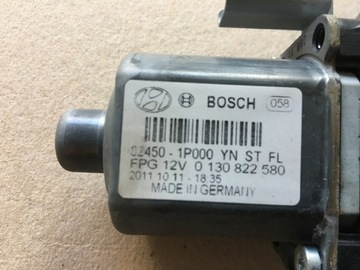 BOSCH 058
82450 - 1P000 YN ST FL
FPG 12V 0 130 822 580
2011 10 11 - 18 35
MADE IN GERMANY